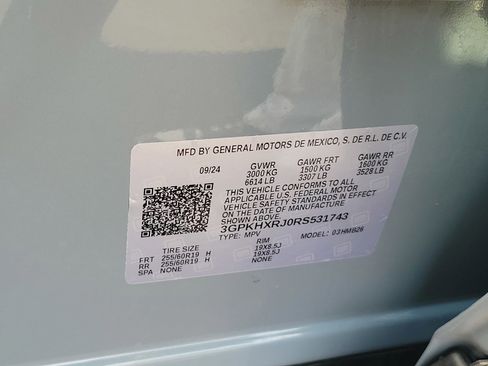 MFD BY GENERAL MOTORS DE MEXICO, S. DE R.L. DE C.V.
09/24 GVWR GAWR FRT GAWR RR
3000 KG 1500 KG 1600 KG
6614 LB 3307 LB 3528 LB
THIS VEHICLE CONFORMS TO ALL
APPLICABLE U.S. FEDERAL MOTOR
VEHICLE SAFETY STANDARDS IN EFFECT
ON THE DATE OF MANUFACTURE
SHOWN ABOVE.
3GPKHXRJ0RS531743
TYPE: MPV MODEL: 03HMB26
TIRE SIZE RIM
FRT 255/60R19 H 19X8.5J
RR 255/60R19 H 19X8.5J
SPA NONE NONE